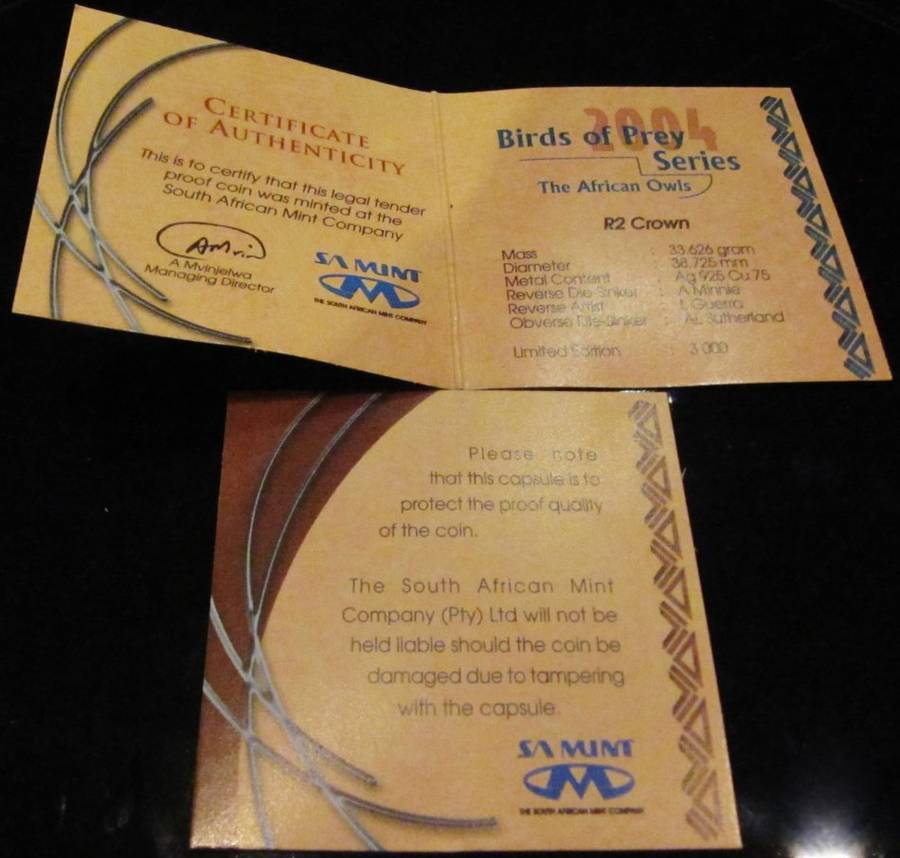 CERTIFICATE
OF AUTHENTICITY
This is to certify that this legal tender
proof coin was minted at the
South African Mint Company
A Mvinjelwa
Managing Director
SA MINT
THE SOUTH AFRICAN MINT COMPANY
2004
Birds of Prey
Series
The African Owls
R2 Crown
Mass : 33.626 gram
Diameter : 38.725 mm
Metal Content : Ag 925 Cu 75
Reverse Die-Sinker : A Minnie
Reverse Artist : L Guerra
Obverse Die-Sinker : AL Sutherland
Limited Edition : 3 000
Please note
that this capsule is to
protect the proof quality
of the coin.
The South African Mint
Company (Pty) Ltd will not be
held liable should the coin be
damaged due to tampering
with the capsule.
SA MINT
THE SOUTH AFRICAN MINT COMPANY